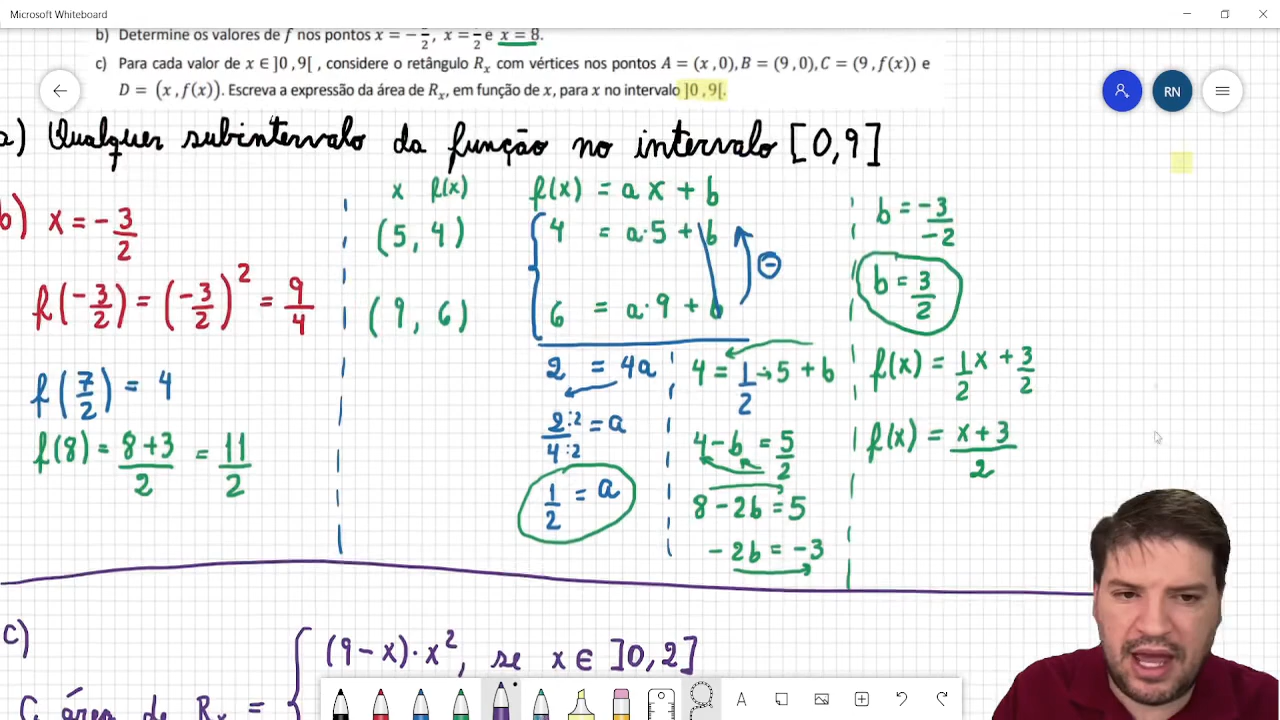 Microsoft Whiteboard
b) Determine os valores de f nos pontos x = − –/2, x = –/2 e x = 8.
c) Para cada valor de x ∈ ]0 , 9[ , considere o retângulo Rx com vértices nos pontos A = (x , 0), B = (9 , 0), C = (9 , f(x)) e
D = (x , f(x)). Escreva a expressão da área de Rx, em função de x, para x no intervalo ]0 , 9[.
RN
a) Qualquer subintervalo da função no intervalo [0,9]
b) x = -3/2
f(-3/2) = (-3/2)² = 9/4
f(7/2) = 4
f(8) = 8+3/2 = 11/2
x f(x)
(5, 4)
(9, 6)
f(x) = a x + b
4 = a·5 + b
6 = a·9 + b
⊖
2 = 4a
2:2/4:2 = a
1/2 = a
4 = 1/2·5 + b
4 - b = 5/2
8 - 2b = 5
-2b = -3
b = -3/-2
b = 3/2
f(x) = 1/2 x + 3/2
f(x) = x+3/2
c)
(9-x)·x², se x ∈ ]0,2]
área de Rx =
A